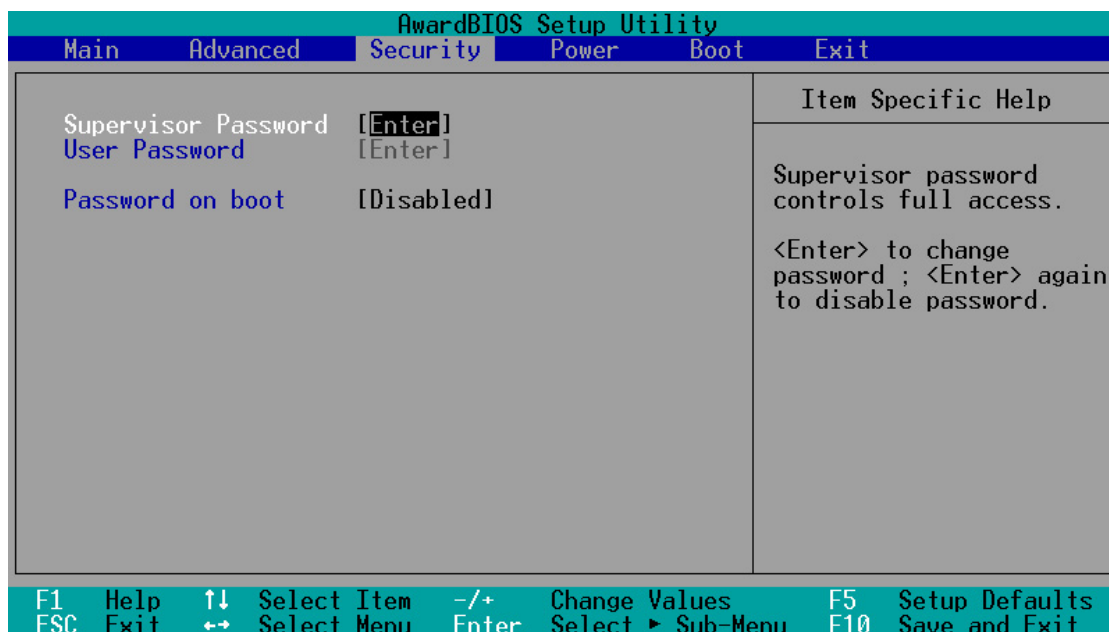 AwardBIOS Setup Utility
Main Advanced Security Power Boot Exit
Supervisor Password [Enter]
User Password [Enter]
Password on boot [Disabled]
Item Specific Help
Supervisor password
controls full access.
<Enter> to change
password ; <Enter> again
to disable password.
F1 Help ↑↓ Select Item -/+ Change Values F5 Setup Defaults
ESC Exit ←→ Select Menu Enter Select ► Sub-Menu F10 Save and Exit